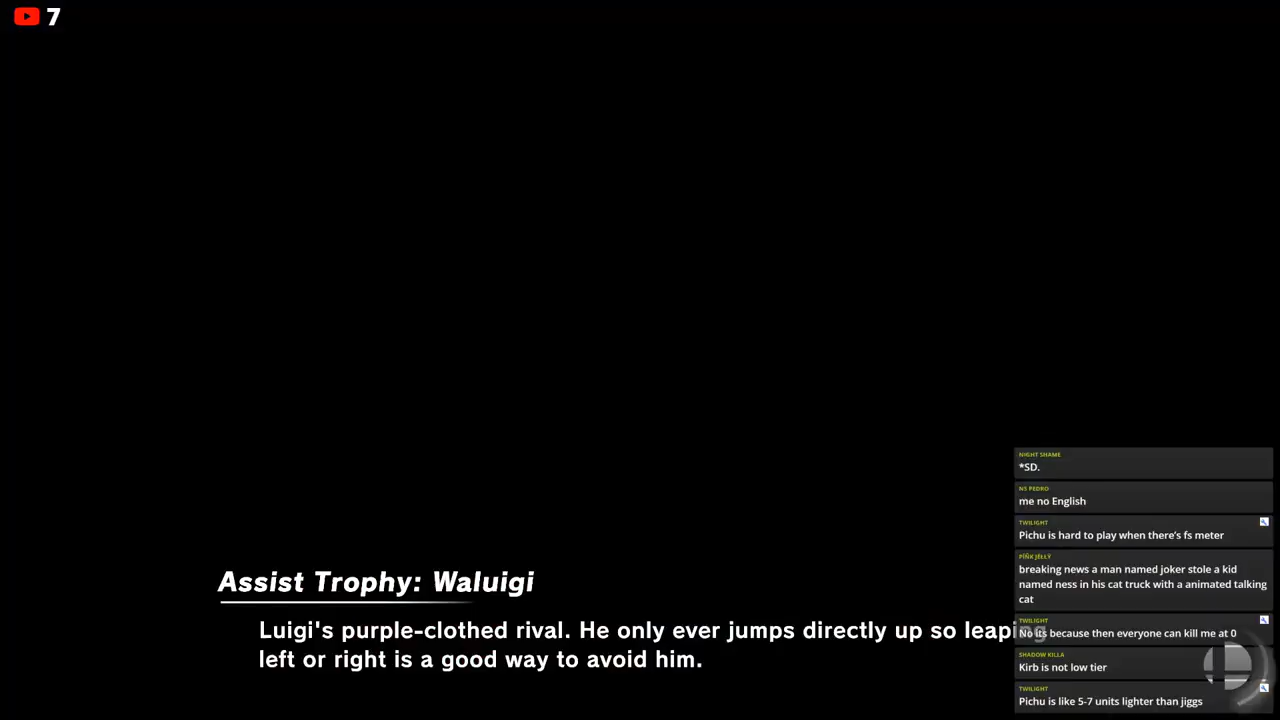 7
NIGHT SHAME
*SD.
NS PEDRO
me no English
TWILIGHT
Pichu is hard to play when there's fs meter
PÏÑK JËLLŸ
breaking news a man named joker stole a kid
named ness in his cat truck with a animated talking
cat
TWILIGHT
No its because then everyone can kill me at 0
SHADOW KILLA
Kirb is not low tier
TWILIGHT
Pichu is like 5-7 units lighter than jiggs
Assist Trophy: Waluigi
Luigi's purple-clothed rival. He only ever jumps directly up so leaping
left or right is a good way to avoid him.